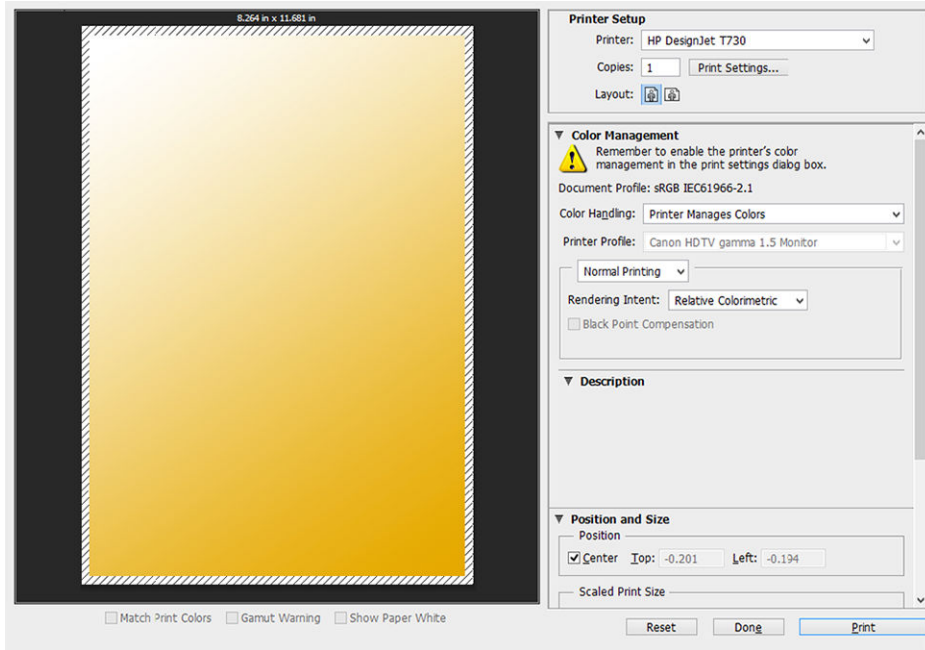 8.264 in x 11.681 in
Printer Setup
Printer: HP DesignJet T730
Copies: 1 Print Settings...
Layout:
Color Management
Remember to enable the printer's color
management in the print settings dialog box.
Document Profile: sRGB IEC61966-2.1
Color Handling: Printer Manages Colors
Printer Profile: Canon HDTV gamma 1.5 Monitor
Normal Printing
Rendering Intent: Relative Colorimetric
Black Point Compensation
Description
Position and Size
Position
Center Top: -0.201 Left: -0.194
Scaled Print Size
Match Print Colors Gamut Warning Show Paper White
Reset Done Print